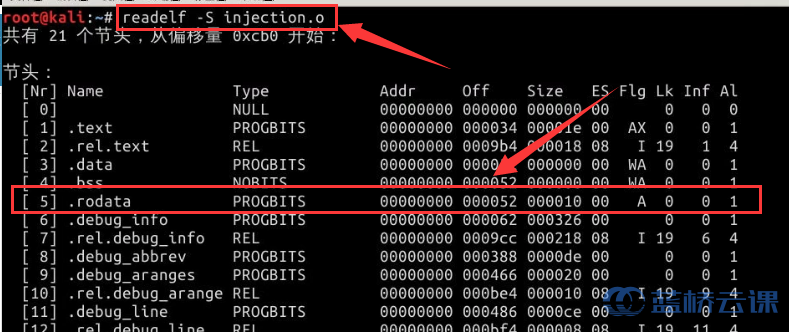 root@kali:~# readelf -S injection.o
共有 21 个节头，从偏移量 0xcb0 开始：
节头：
[Nr] Name Type Addr Off Size ES Flg Lk Inf Al
[ 0] NULL 00000000 000000 000000 00 0 0 0
[ 1] .text PROGBITS 00000000 000034 00001e 00 AX 0 0 1
[ 2] .rel.text REL 00000000 0009b4 000018 08 I 19 1 4
[ 3] .data PROGBITS 00000000 000052 000000 00 WA 0 0 1
[ 4] .bss NOBITS 00000000 000052 000000 00 WA 0 0 1
[ 5] .rodata PROGBITS 00000000 000052 000010 00 A 0 0 1
[ 6] .debug_info PROGBITS 00000000 000062 000326 00 0 0 1
[ 7] .rel.debug_info REL 00000000 0009cc 000218 08 I 19 6 4
[ 8] .debug_abbrev PROGBITS 00000000 000388 0000de 00 0 0 1
[ 9] .debug_aranges PROGBITS 00000000 000466 000020 00 0 0 1
[10] .rel.debug_arange REL 00000000 000be4 000010 08 I 19 9 4
[11] .debug_line PROGBITS 00000000 000486 0000ce 00 0 0 1
[12] .rel.debug_line REL 00000000 000bf4 000008 08 I 19 11 4
蓝桥云课